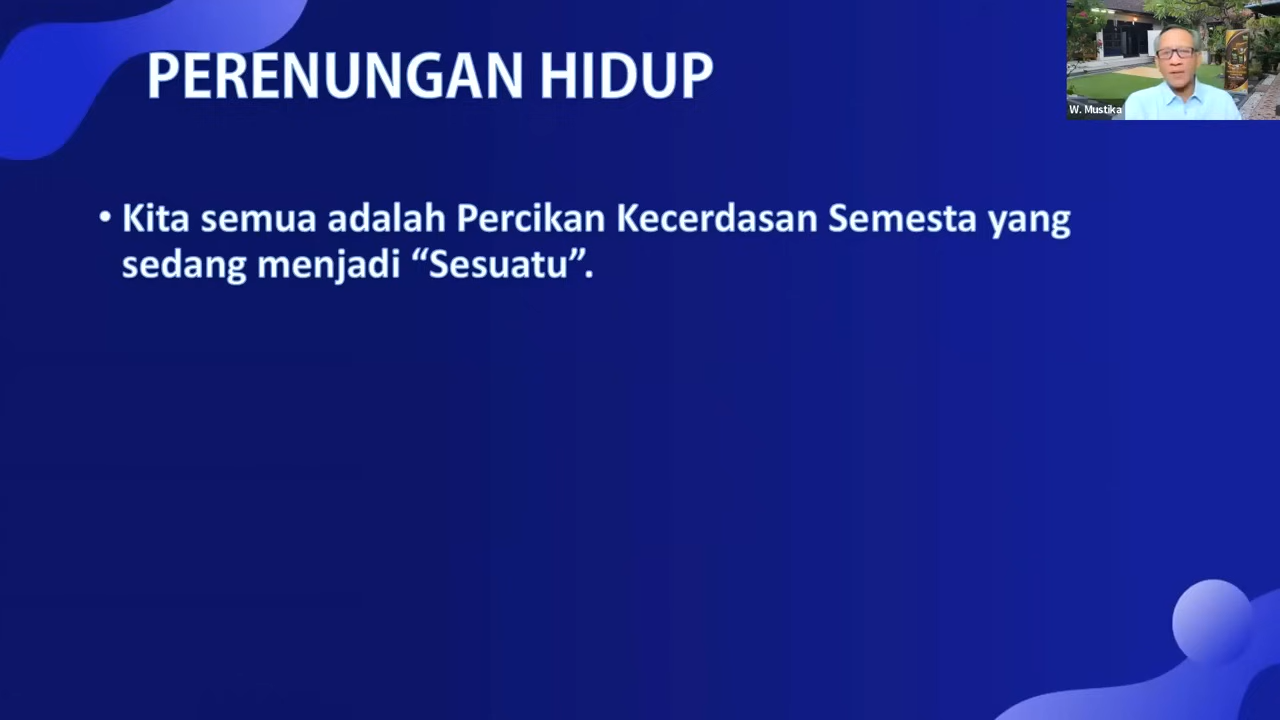 PERENUNGAN HIDUP
W. Mustika
• Kita semua adalah Percikan Kecerdasan Semesta yang
sedang menjadi “Sesuatu”.